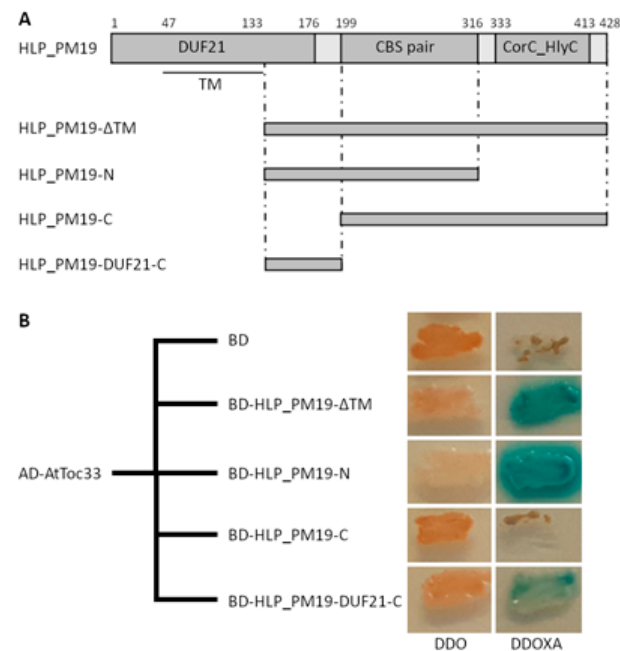 A
1 47 133 176 199 316 333 413 428
HLP_PM19 DUF21 CBS pair CorC_HlyC
TM
HLP_PM19-ΔTM
HLP_PM19-N
HLP_PM19-C
HLP_PM19-DUF21-C
B
BD
BD-HLP_PM19-ΔTM
AD-AtToc33 BD-HLP_PM19-N
BD-HLP_PM19-C
BD-HLP_PM19-DUF21-C
DDO DDOXA